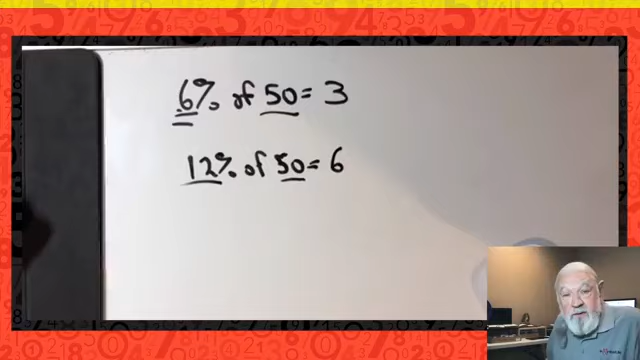 6% of 50 = 3
12% of 50 = 6